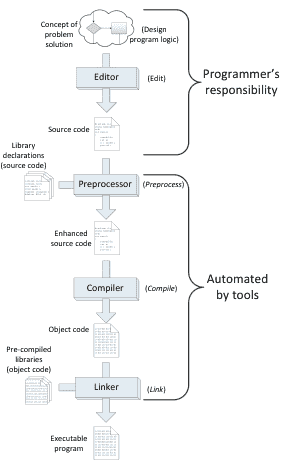 Concept of
problem
solution
(Design
program logic)
Editor
(Edit)
Programmer's
responsibility
Source code
Library
declarations
(source code)
Preprocessor
(Preprocess)
Enhanced
source code
Compiler
(Compile)
Automated
by tools
Object code
Pre-compiled
libraries
(object code)
Linker
(Link)
Executable
program